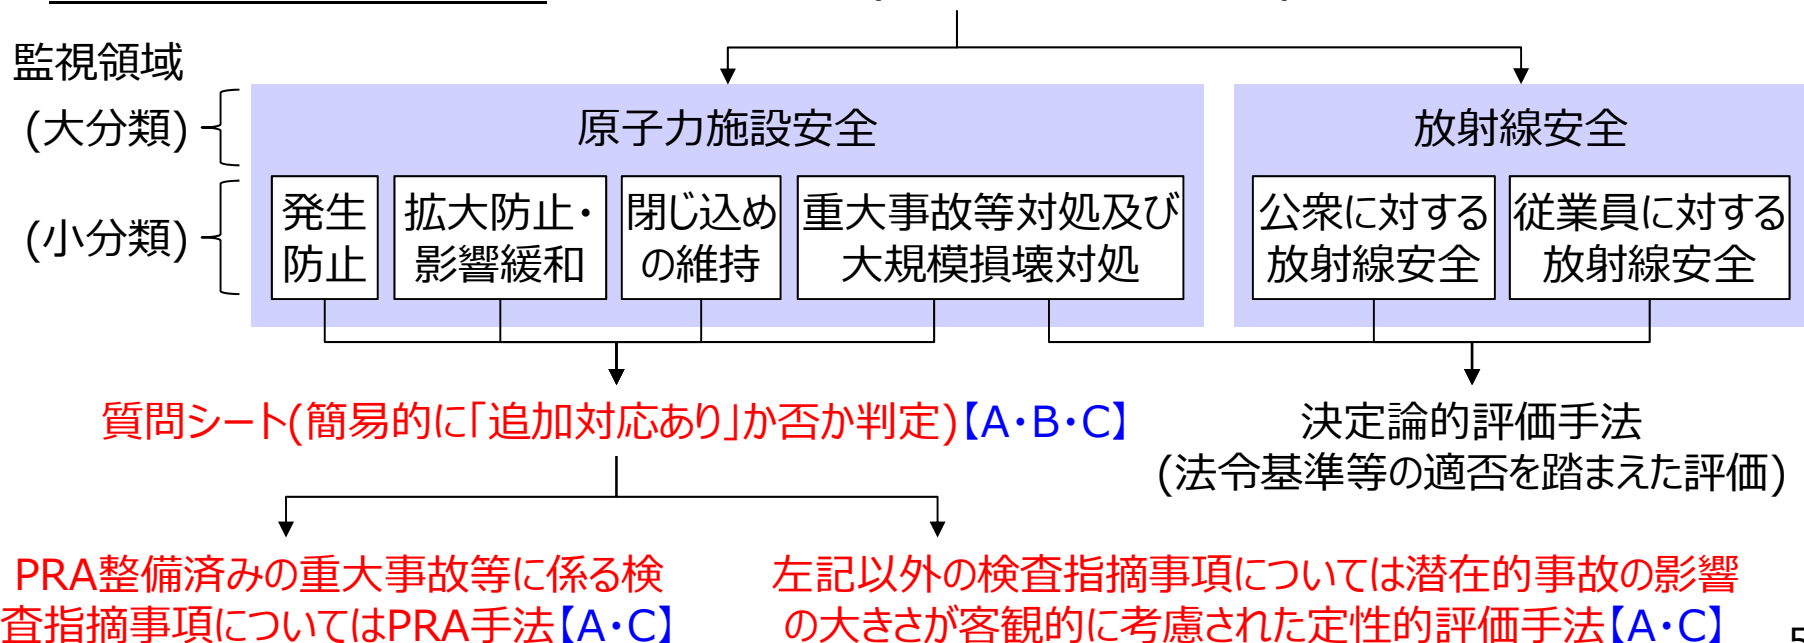 監視領域
(大分類)
原子力施設安全
放射線安全
(小分類)
発生
防止
拡大防止・
影響緩和
閉じ込め
の維持
重大事故等対処及び
大規模損壊対処
公衆に対する
放射線安全
従業員に対する
放射線安全
質問シート(簡易的に「追加対応あり」か否か判定)【A・B・C】
決定論的評価手法
(法令基準等の適否を踏まえた評価)
PRA整備済みの重大事故等に係る検
査指摘事項についてはPRA手法【A・C】
左記以外の検査指摘事項については潜在的事故の影響
の大きさが客観的に考慮された定性的評価手法【A・C】